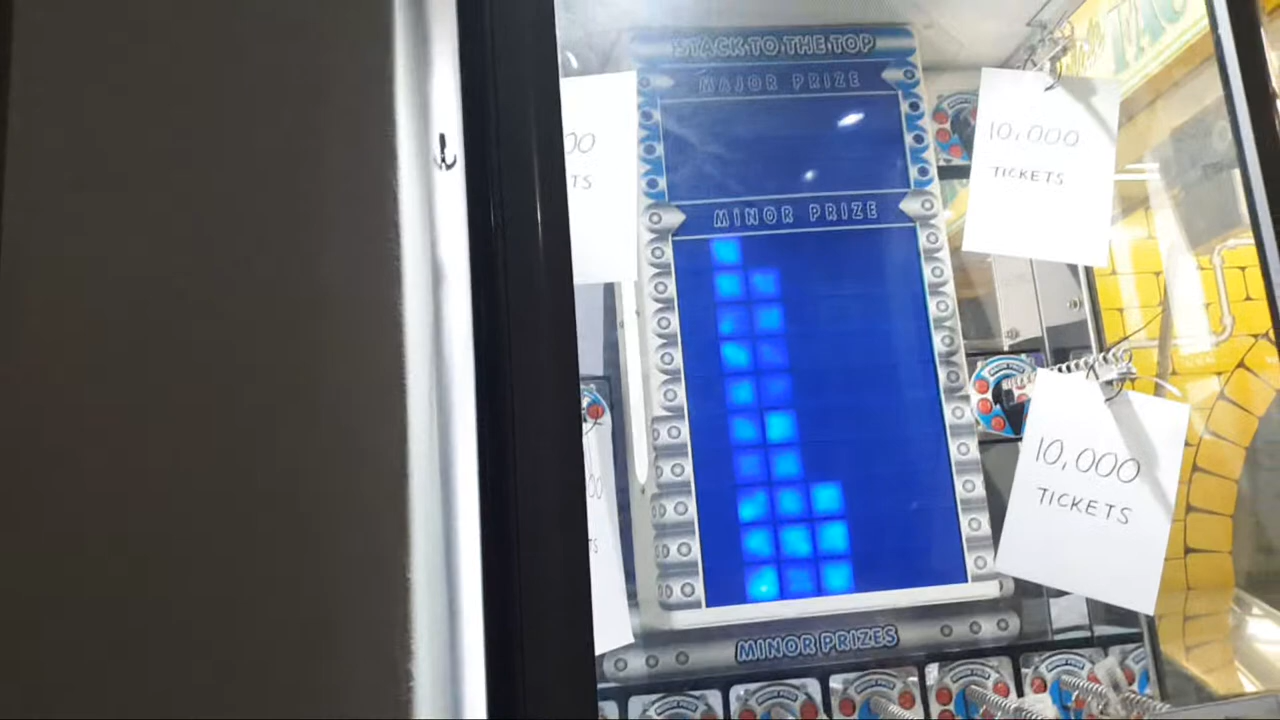 STACK TO THE TOP
MAJOR PRIZE
MINOR PRIZE
10,000
TICKETS
10,000
TICKETS
MINOR PRIZES